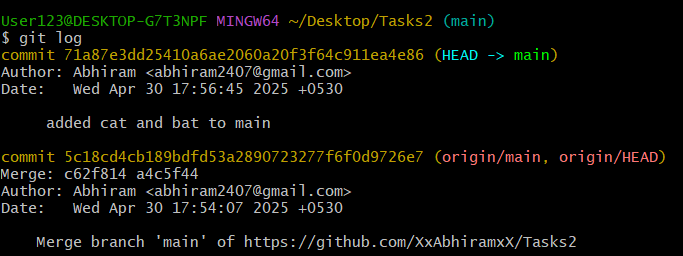 User123@DESKTOP-G7T3NPF MINGW64 ~/Desktop/Tasks2 (main)
$ git log
commit 71a87e3dd25410a6ae2060a20f3f64c911ea4e86 (HEAD -> main)
Author: Abhiram <abhiram2407@gmail.com>
Date:   Wed Apr 30 17:56:45 2025 +0530

     added cat and bat to main

commit 5c18cd4cb189bdfd53a2890723277f6f0d9726e7 (origin/main, origin/HEAD)
Merge: c62f814 a4c5f44
Author: Abhiram <abhiram2407@gmail.com>
Date:   Wed Apr 30 17:54:07 2025 +0530

    Merge branch 'main' of https://github.com/XxAbhiramxX/Tasks2